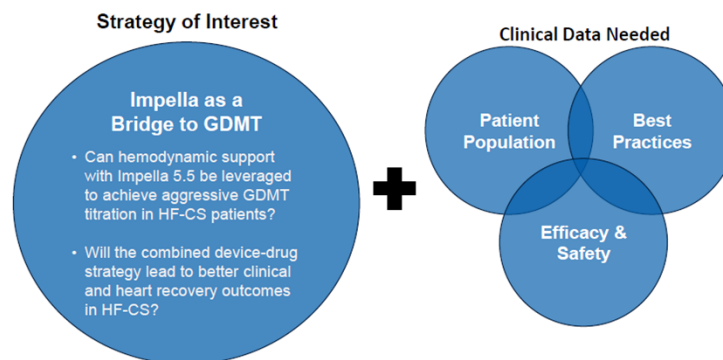 Strategy of Interest
Impella as a
Bridge to GDMT
• Can hemodynamic support
with Impella 5.5 be leveraged
to achieve aggressive GDMT
titration in HF-CS patients?
• Will the combined device-drug
strategy lead to better clinical
and heart recovery outcomes
in HF-CS?
Clinical Data Needed
Patient
Population
Best
Practices
Efficacy &
Safety